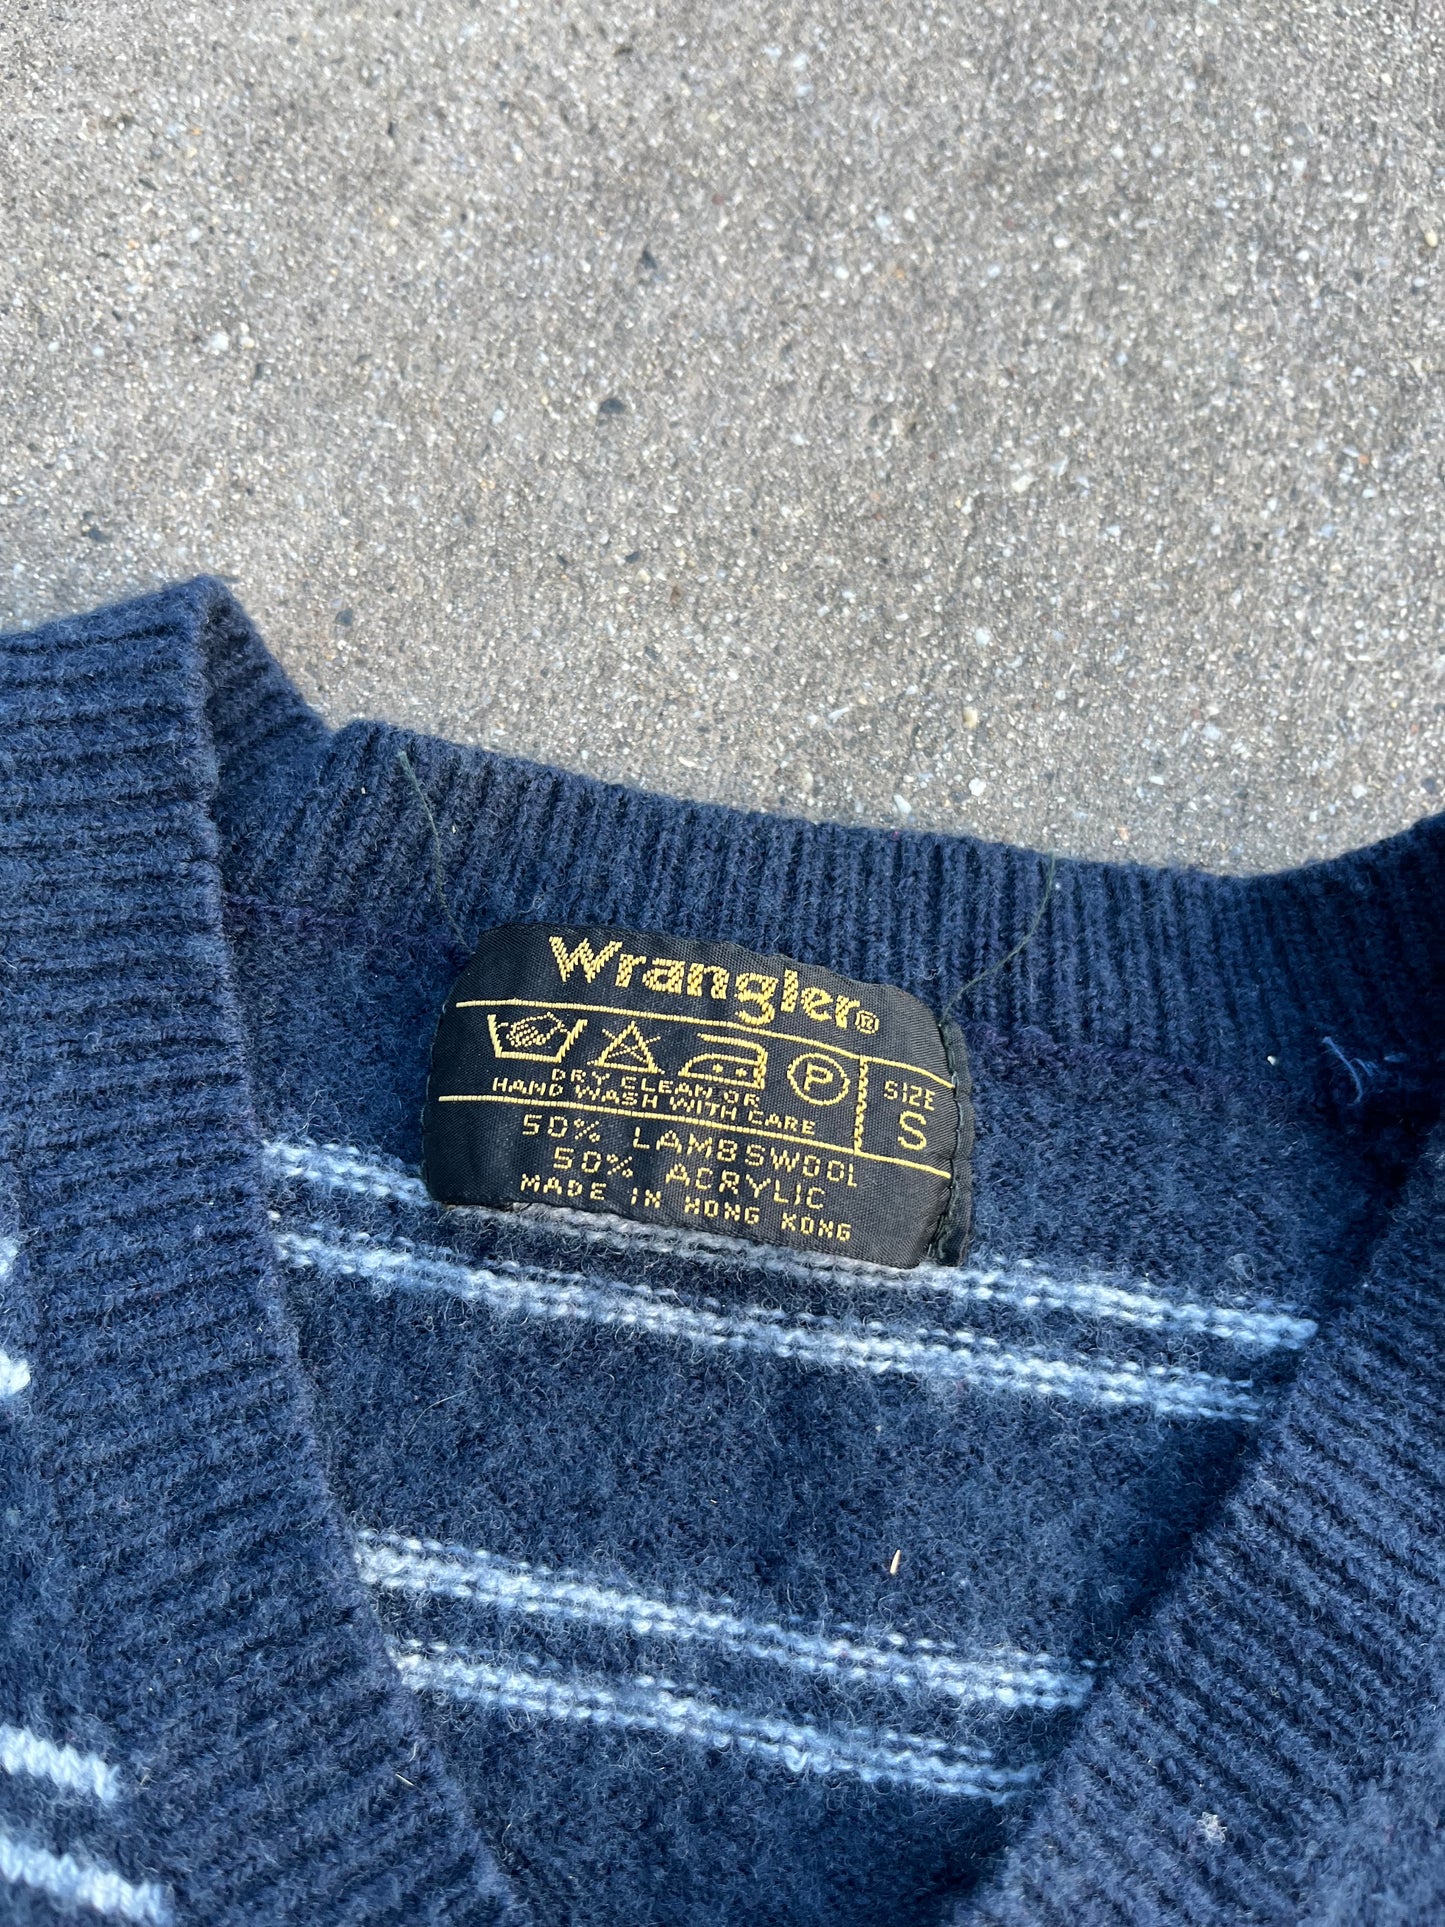 Wrangler®
P
DRY CLEAN OR
HAND WASH WITH CARE
SIZE
S
50% LAMBSWOOL
50% ACRYLIC
MADE IN HONG KONG